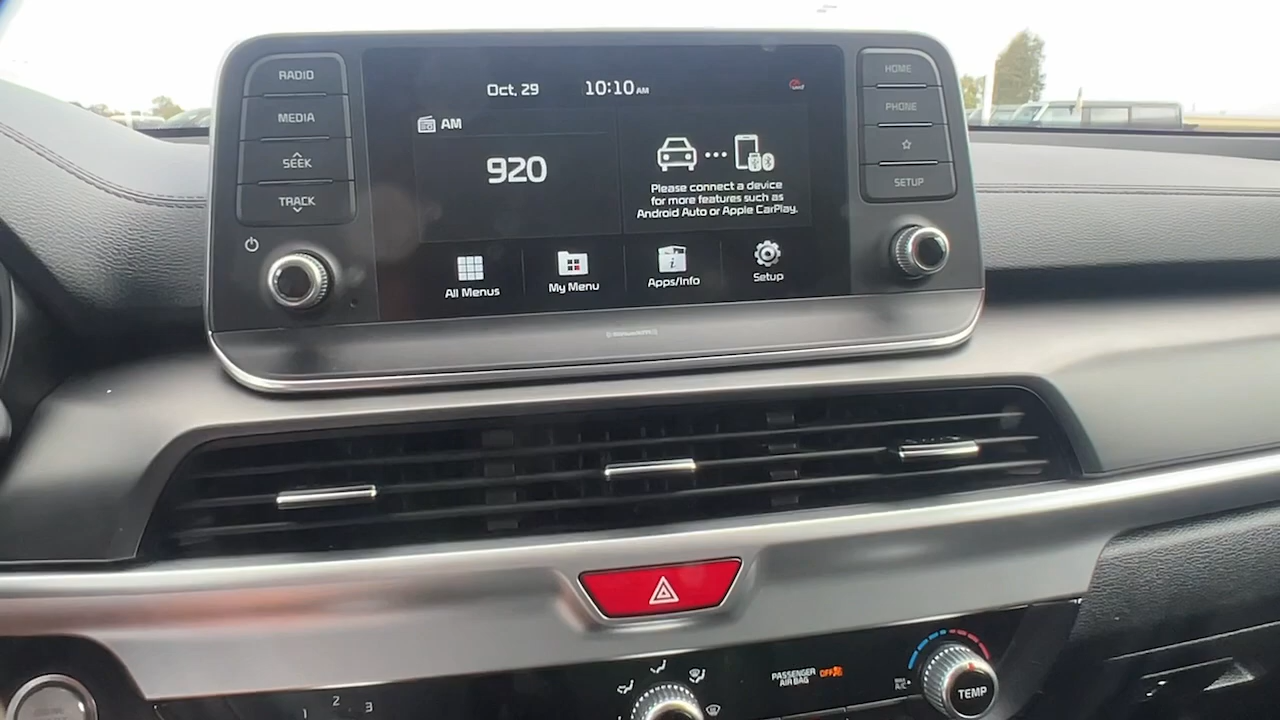 RADIO
MEDIA
SEEK
TRACK
Oct, 29 10:10 AM
AM
920
Please connect a device
for more features such as
Android Auto or Apple CarPlay.
All Menus
My Menu
Apps/Info
Setup
HOME
PHONE
SETUP
PASSENGER
AIR BAG
OFF
MAX
A/C
TEMP
1 2 3